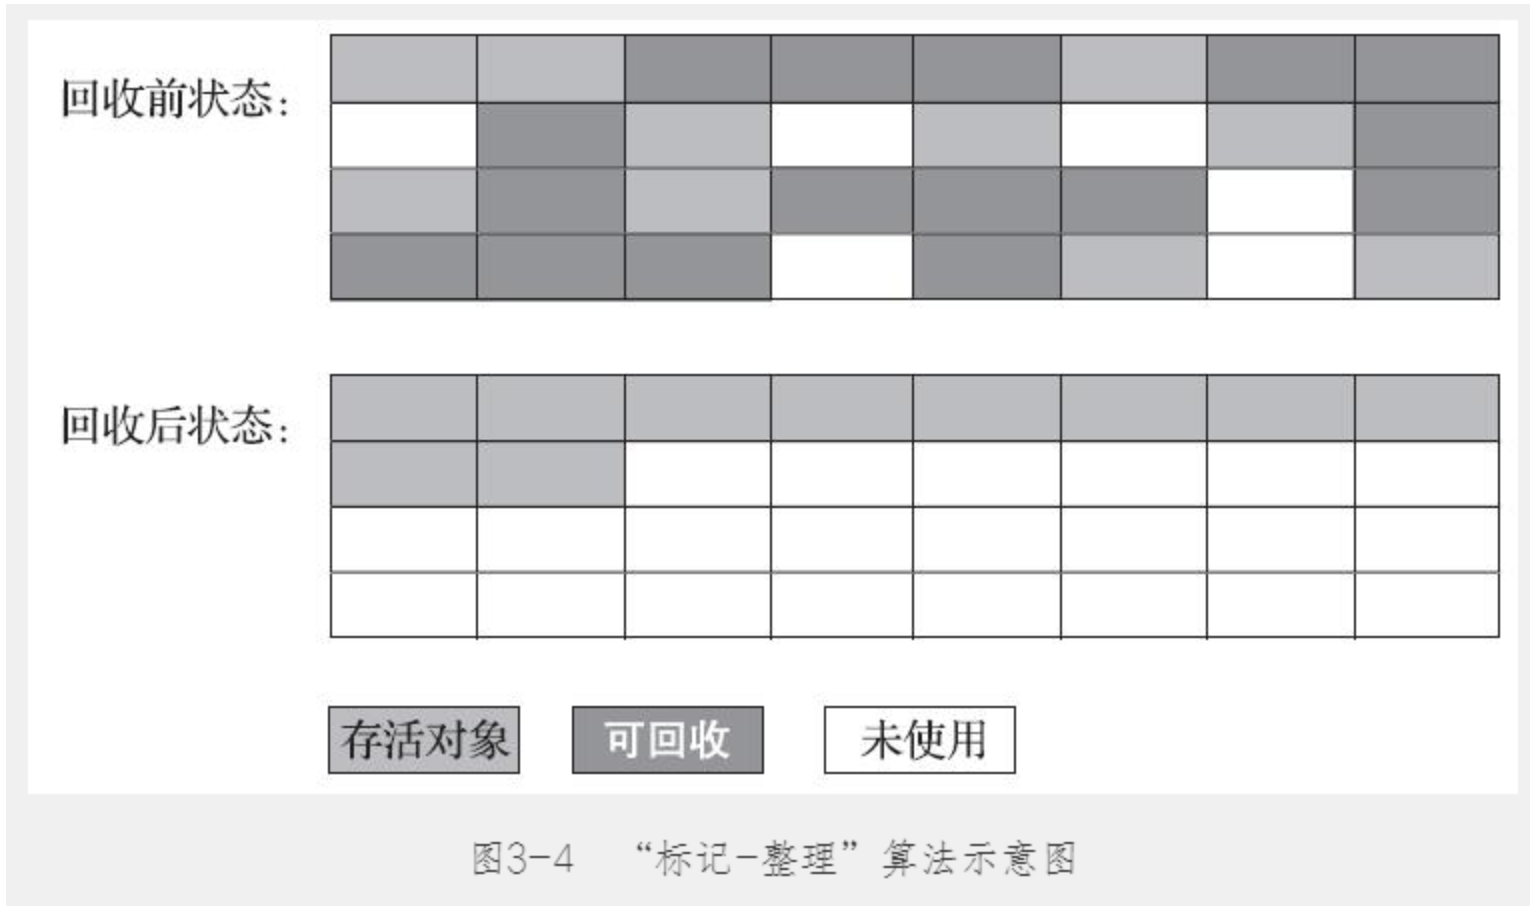 回收前状态：
回收后状态：
存活对象 可回收 未使用
图3-4 “标记-整理”算法示意图